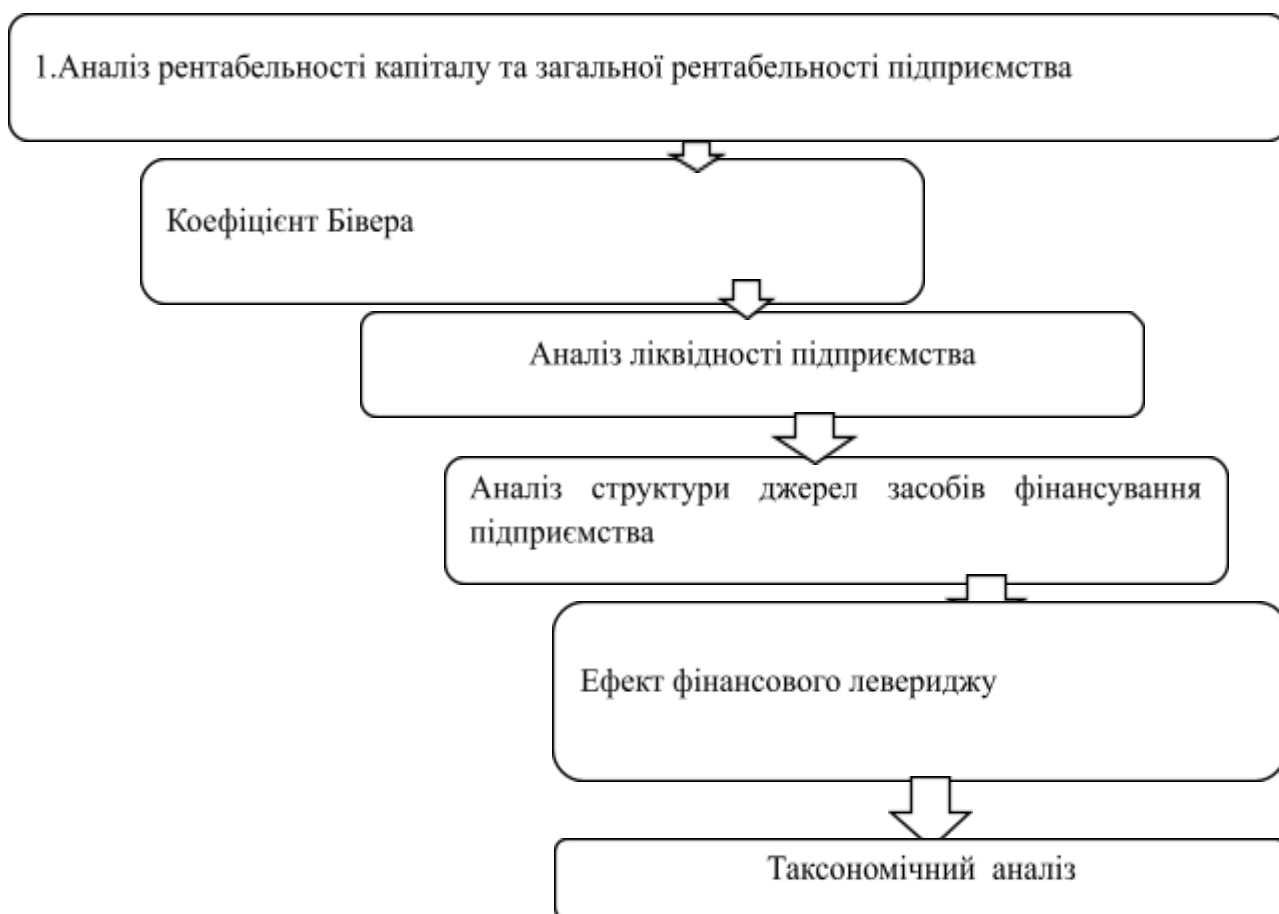 1.Аналіз рентабельності капіталу та загальної рентабельності підприємства
Коефіцієнт Бівера
Аналіз ліквідності підприємства
Аналіз структури джерел засобів фінансування
підприємства
Ефект фінансового левериджу
Таксономічний аналіз